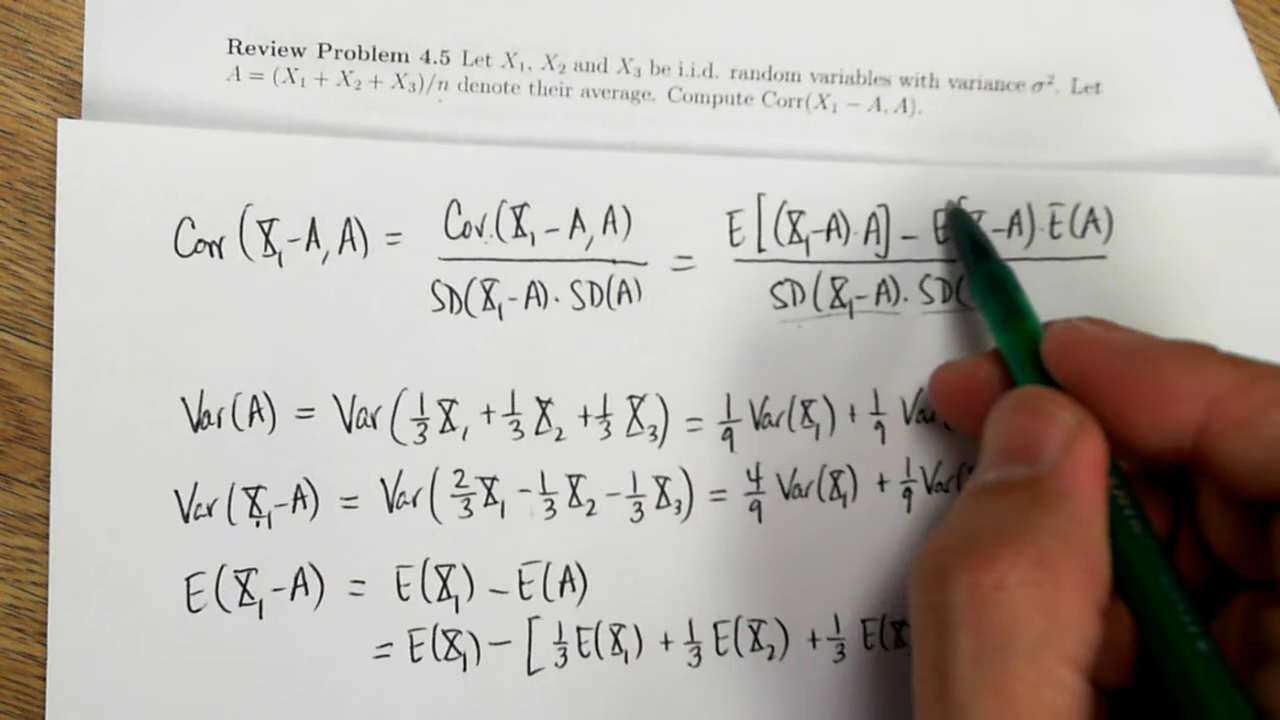 Review Problem 4.5 Let X₁, X₂ and X₃ be i.i.d. random variables with variance σ². Let
A = (X₁ + X₂ + X₃)/n denote their average. Compute Corr(X₁ − A, A).
Corr (X₁-A, A) = Cov.(X₁-A, A) / SD(X₁-A) · SD(A) = E[(X₁-A)·A] - E( -A)·E(A) / SD(X₁-A) · SD(
Var(A) = Var(1/3 X₁ + 1/3 X₂ + 1/3 X₃) = 1/9 Var(X₁) + 1/9 Var
Var(X₁-A) = Var(2/3 X₁ - 1/3 X₂ - 1/3 X₃) = 4/9 Var(X₁) + 1/9 Var(
E(X₁-A) = E(X₁) - E(A)
= E(X₁) - [1/3 E(X₁) + 1/3 E(X₂) + 1/3 E(X